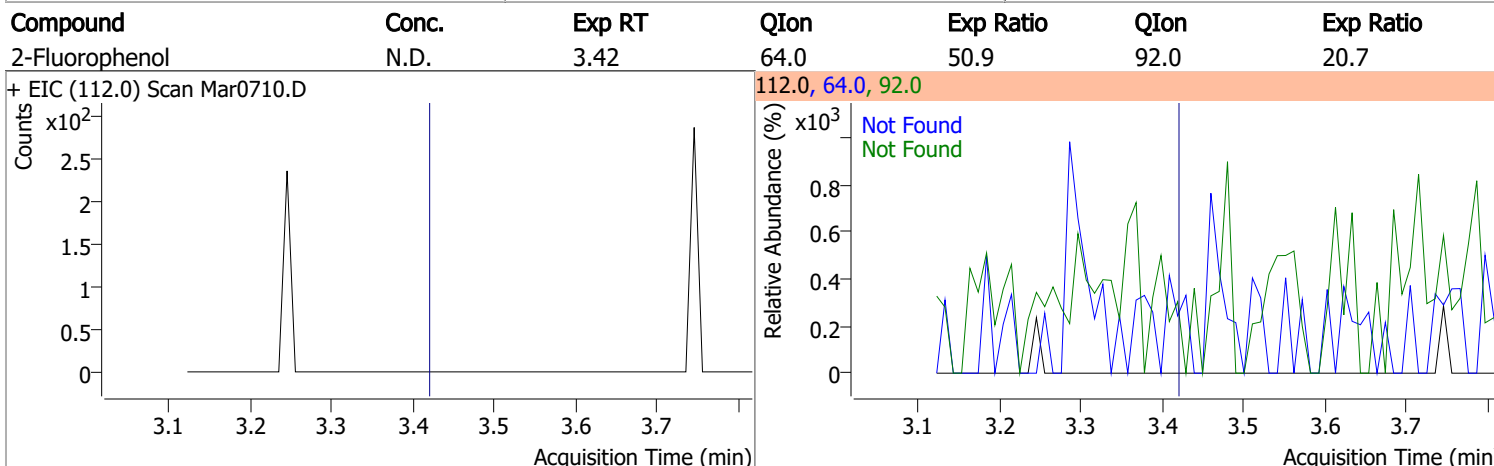 Compound Conc. Exp RT QIon Exp Ratio QIon Exp Ratio
2-Fluorophenol N.D. 3.42 64.0 50.9 92.0 20.7
+ EIC (112.0) Scan Mar0710.D
Counts
x10²
2.5
2
1.5
1
0.5
0
3.1 3.2 3.3 3.4 3.5 3.6 3.7
Acquisition Time (min)
112.0, 64.0, 92.0
Relative Abundance (%)
x10³
Not Found
Not Found
0.8
0.6
0.4
0.2
0
3.1 3.2 3.3 3.4 3.5 3.6 3.7
Acquisition Time (min)